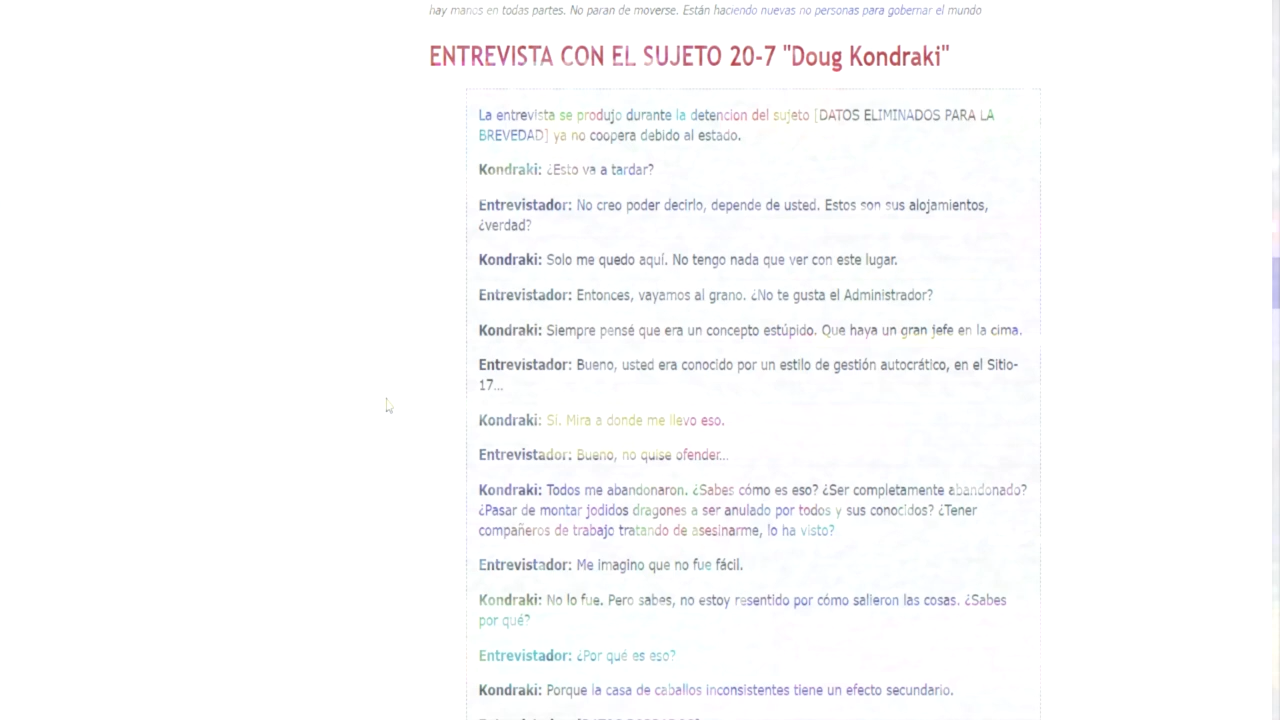 hay manos en todas partes. No paran de moverse. Están haciendo nuevas no personas para gobernar el mundo
ENTREVISTA CON EL SUJETO 20-7 "Doug Kondraki"
La entrevista se produjo durante la detencion del sujeto [DATOS ELIMINADOS PARA LA
BREVEDAD] ya no coopera debido al estado.
Kondraki: ¿Esto va a tardar?
Entrevistador: No creo poder decirlo, depende de usted. Estos son sus alojamientos,
¿verdad?
Kondraki: Solo me quedo aquí. No tengo nada que ver con este lugar.
Entrevistador: Entonces, vayamos al grano. ¿No te gusta el Administrador?
Kondraki: Siempre pensé que era un concepto estúpido. Que haya un gran jefe en la cima.
Entrevistador: Bueno, usted era conocido por un estilo de gestión autocrático, en el Sitio-
17...
Kondraki: Si. Mira a donde me llevo eso.
Entrevistador: Bueno, no quise ofender...
Kondraki: Todos me abandonaron. ¿Sabes cómo es eso? ¿Ser completamente abandonado?
¿Pasar de montar jodidos dragones a ser anulado por todos y sus conocidos? ¿Tener
compañeros de trabajo tratando de asesinarme, lo ha visto?
Entrevistador: Me imagino que no fue fácil.
Kondraki: No lo fue. Pero sabes, no estoy resentido por cómo salieron las cosas. ¿Sabes
por qué?
Entrevistador: ¿Por qué es eso?
Kondraki: Porque la casa de caballos inconsistentes tiene un efecto secundario.